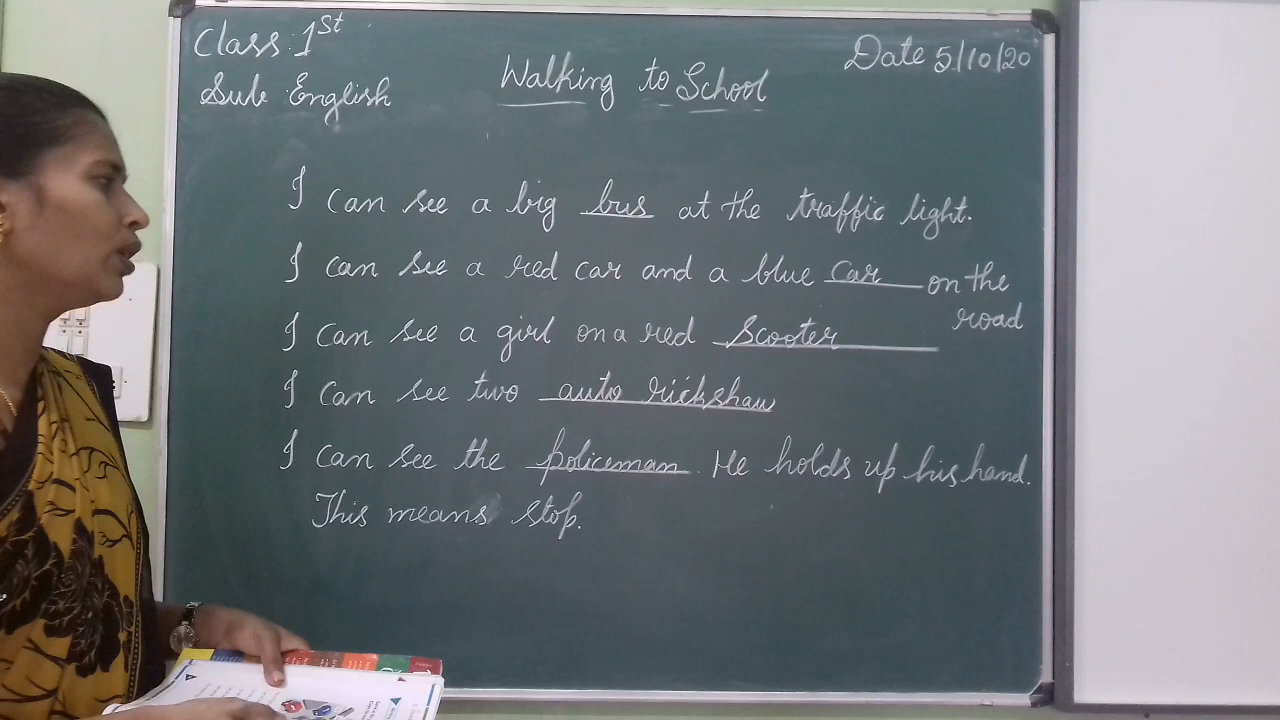 Class : 1st
Sub : English
Walking to School
Date 5/10/20
I can see a big bus at the traffic light.
I can see a red car and a blue car on the
road
I can see a girl on a red Scooter
I can see two auto rickshaw
I can see the policeman. He holds up his hand.
This means stop.